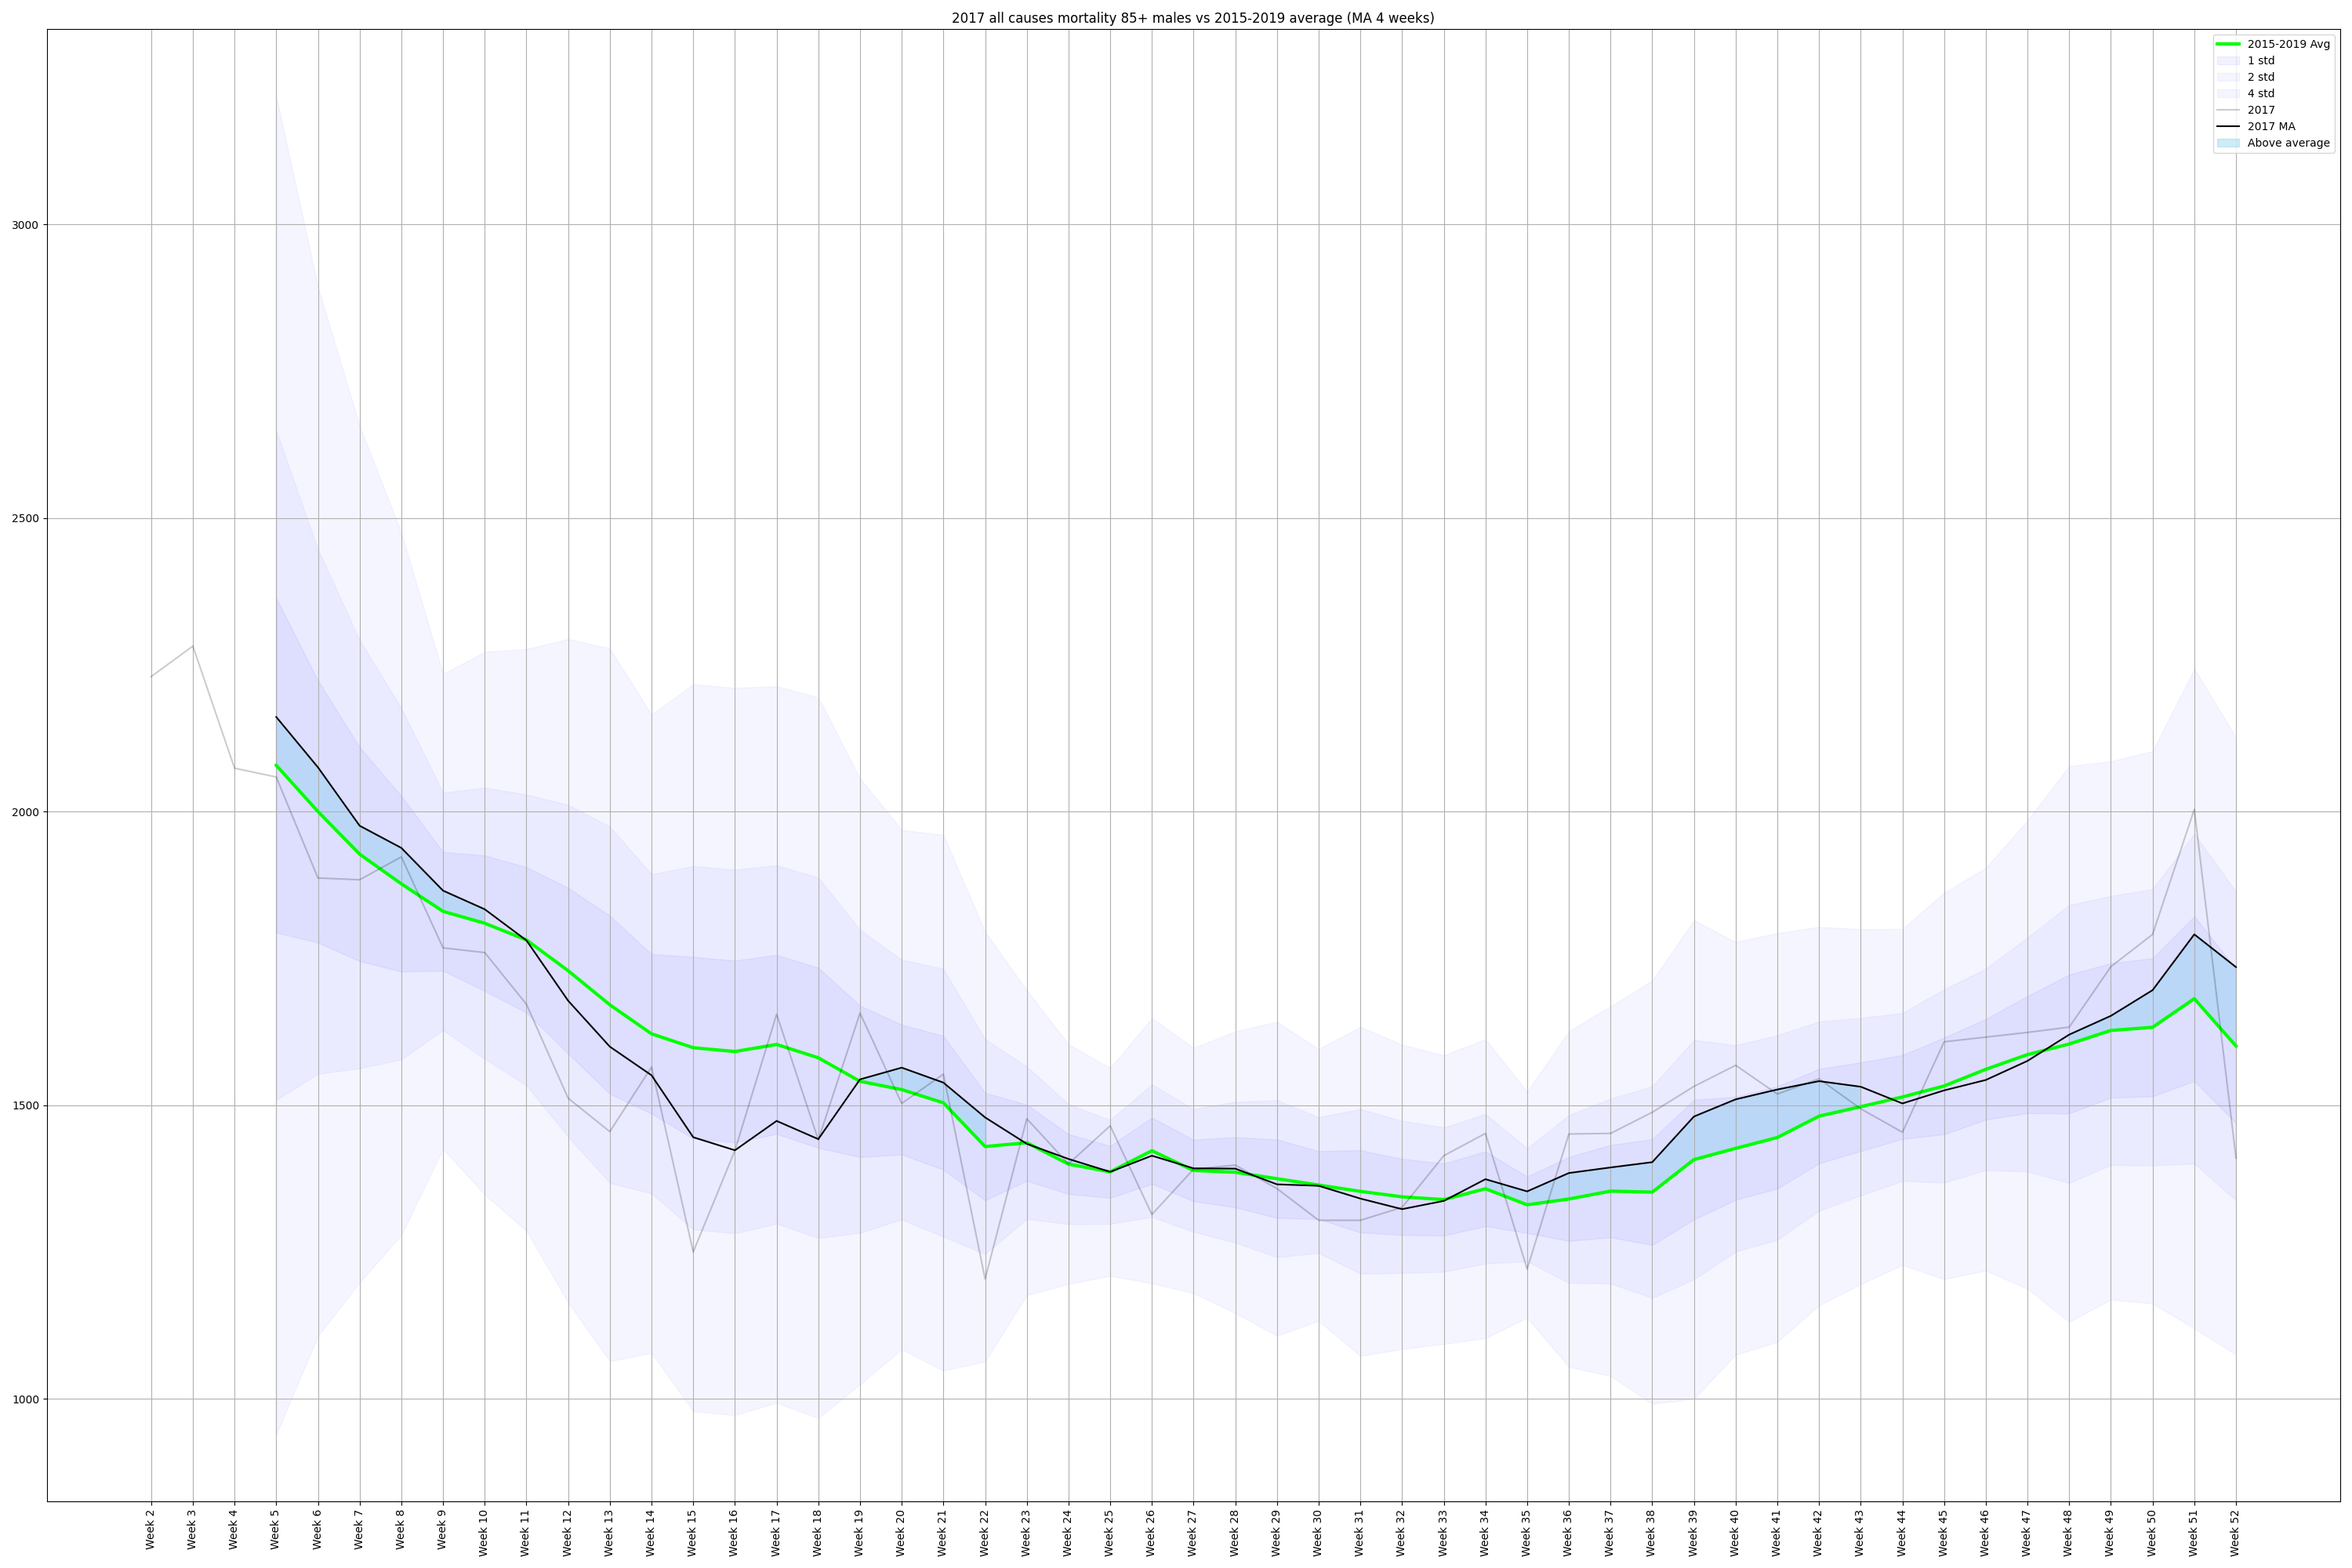 2017 all causes mortality 85+ males vs 2015-2019 average (MA 4 weeks)
2015-2019 Avg
1 std
2 std
4 std
2017
2017 MA
Above average
3000
2500
2000
1500
1000
Week 2
Week 3
Week 4
Week 5
Week 6
Week 7
Week 8
Week 9
Week 10
Week 11
Week 12
Week 13
Week 14
Week 15
Week 16
Week 17
Week 18
Week 19
Week 20
Week 21
Week 22
Week 23
Week 24
Week 25
Week 26
Week 27
Week 28
Week 29
Week 30
Week 31
Week 32
Week 33
Week 34
Week 35
Week 36
Week 37
Week 38
Week 39
Week 40
Week 41
Week 42
Week 43
Week 44
Week 45
Week 46
Week 47
Week 48
Week 49
Week 50
Week 51
Week 52